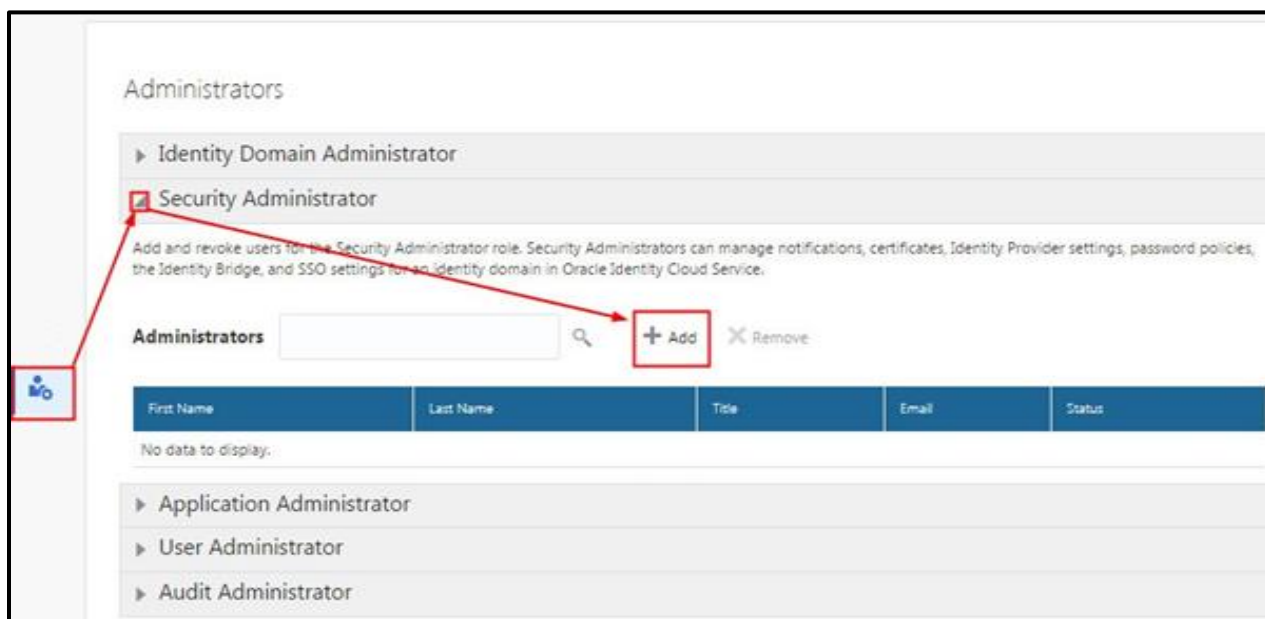 Administrators
Identity Domain Administrator
Security Administrator
Add and revoke users for the Security Administrator role. Security Administrators can manage notifications, certificates, Identity Provider settings, password policies,
the Identity Bridge, and SSO settings for an identity domain in Oracle Identity Cloud Service.
Administrators + Add X Remove
First Name Last Name Title Email Status
No data to display.
Application Administrator
User Administrator
Audit Administrator